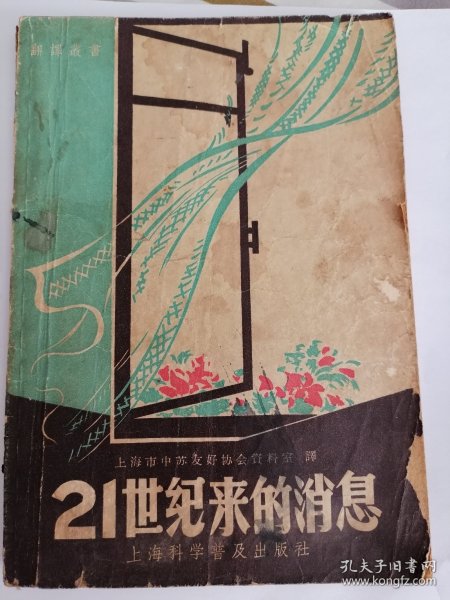 翻譯叢書
上海市中苏友好协会資料室 譯
21世纪来的消息
上海科学普及出版社
孔夫子旧书网
www.kongfz.com